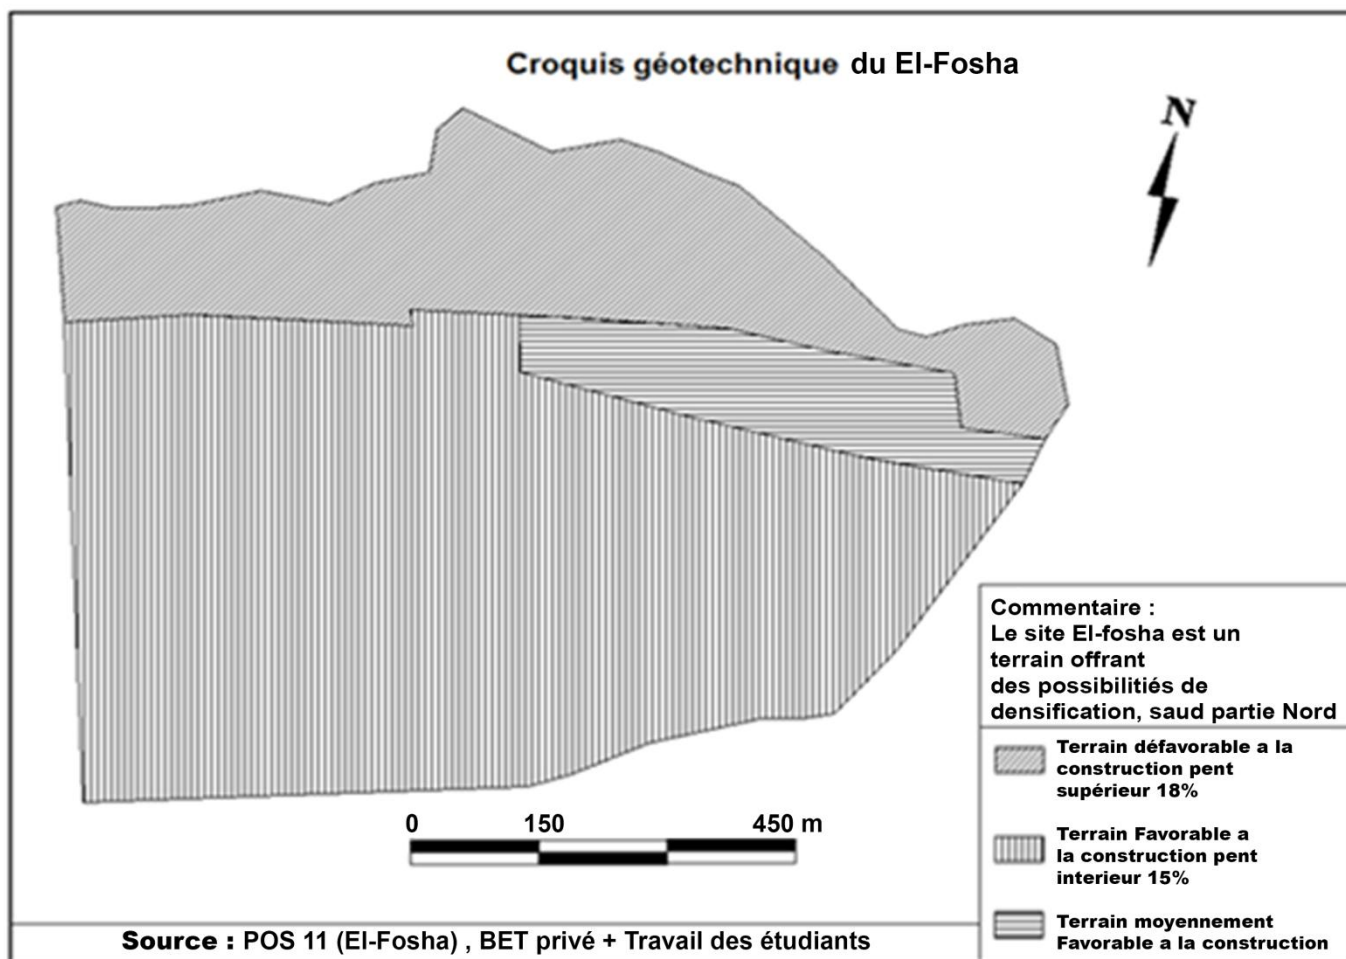 Croquis géotechnique du El-Fosha
N
Commentaire :
Le site El-fosha est un
terrain offrant
des possibilitiés de
densification, saud partie Nord
Terrain défavorable a la
construction pent
supérieur 18%
Terrain Favorable a
la construction pent
interieur 15%
Terrain moyennement
Favorable a la construction
0 150 450 m
Source : POS 11 (El-Fosha) , BET privé + Travail des étudiants